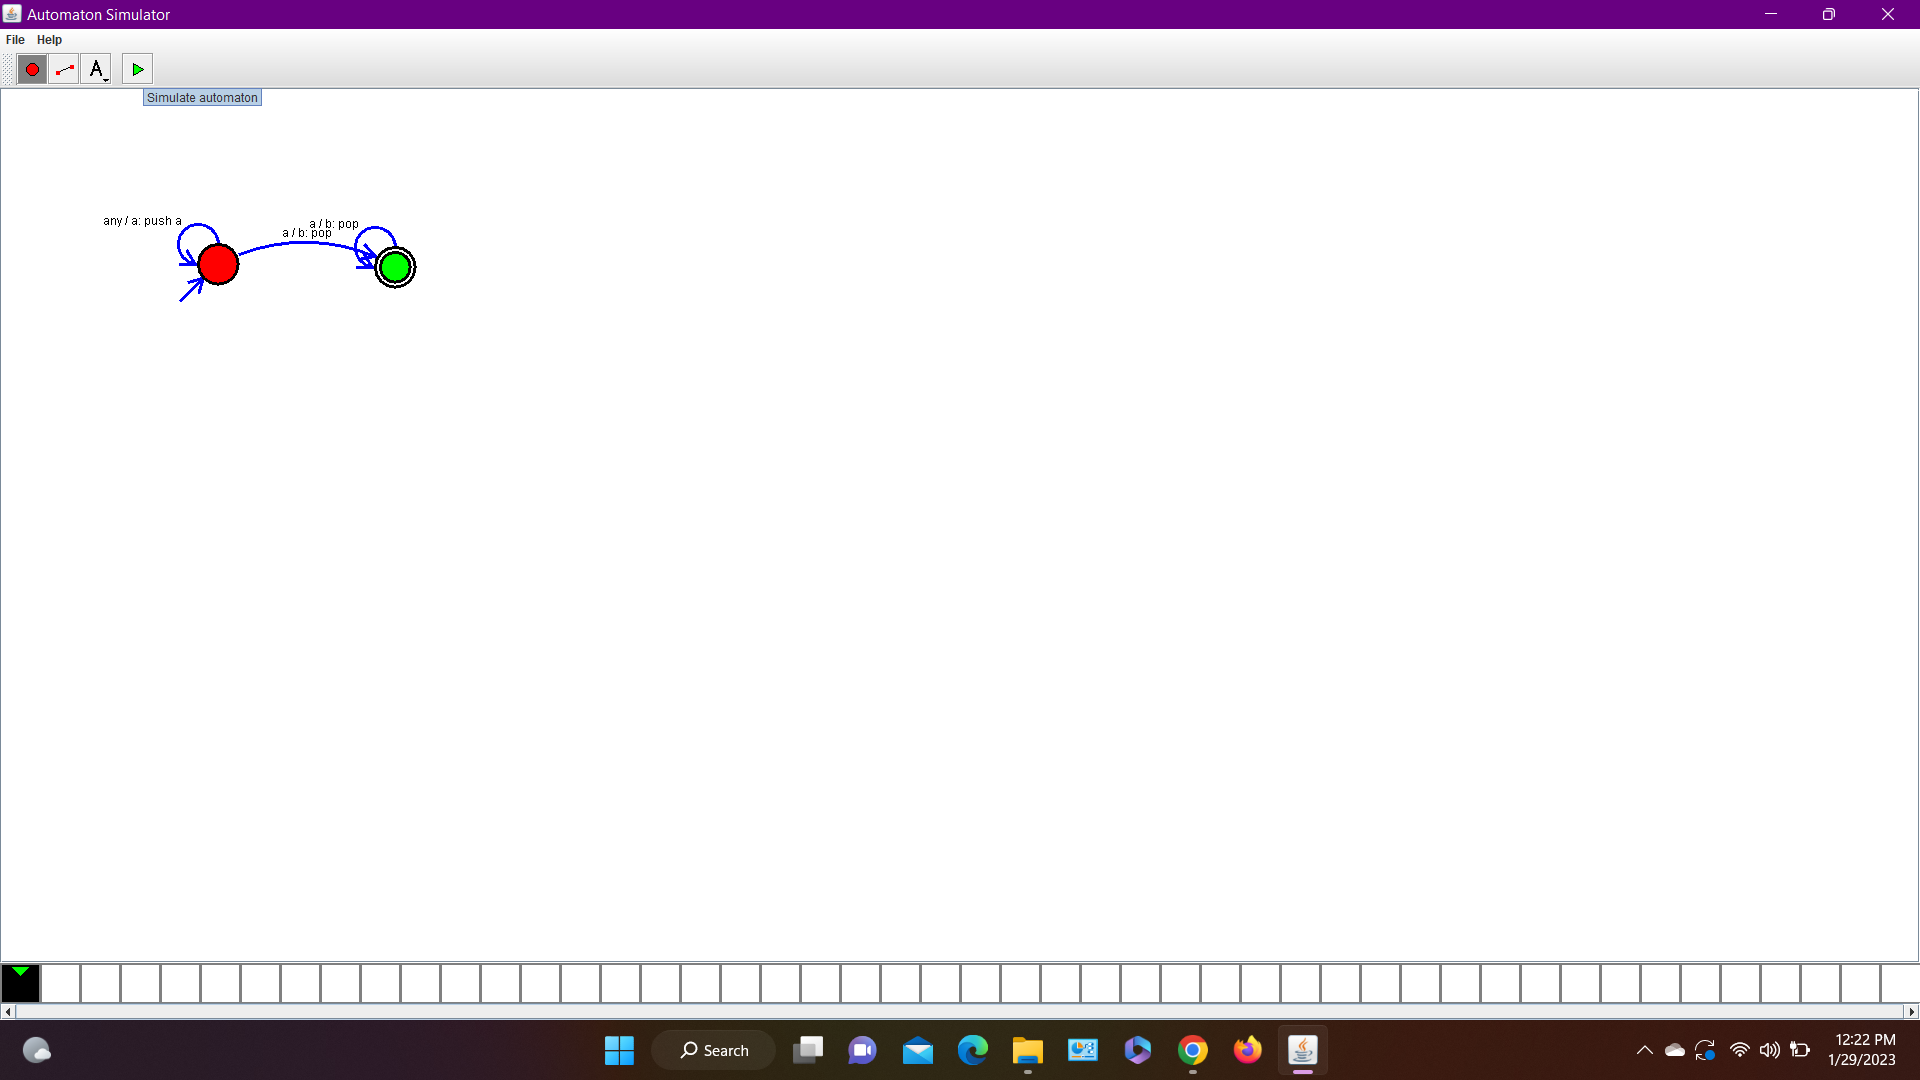 Automaton Simulator
File Help
A
Simulate automaton
any / a: push a
a / b: pop
a / b: pop
Search
12:22 PM
1/29/2023